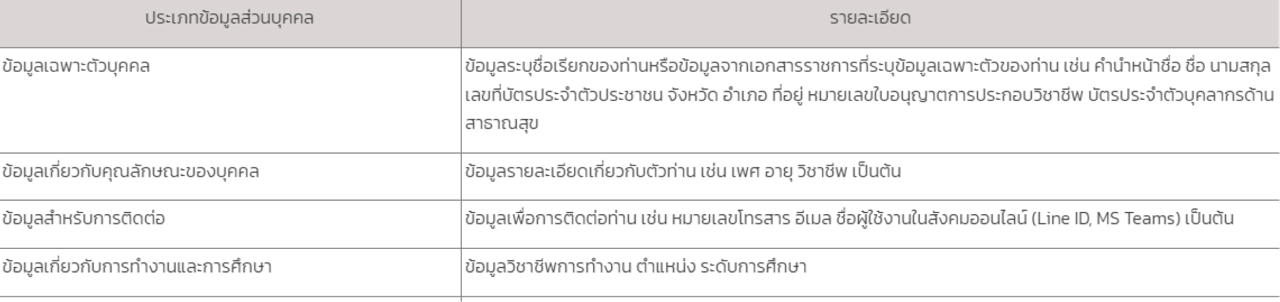 ประเภทข้อมูลส่วนบุคคล
รายละเอียด
ข้อมูลเฉพาะตัวบุคคล
ข้อมูลระบุชื่อเรียกของท่านหรือข้อมูลจากเอกสารราชการที่ระบุข้อมูลเฉพาะตัวของท่าน เช่น คำนำหน้าชื่อ ชื่อ นามสกุล
เลขที่บัตรประจำตัวประชาชน จังหวัด อำเภอ ที่อยู่ หมายเลขใบอนุญาตการประกอบวิชาชีพ บัตรประจำตัวบุคลากรด้าน
สาธาณสุข
ข้อมูลเกี่ยวกับคุณลักษณะของบุคคล
ข้อมูลรายละเอียดเกี่ยวกับตัวท่าน เช่น เพศ อายุ วิชาชีพ เป็นต้น
ข้อมูลสำหรับการติดต่อ
ข้อมูลเพื่อการติดต่อท่าน เช่น หมายเลขโทรสาร อีเมล ชื่อผู้ใช้งานในสังคมออนไลน์ (Line ID, MS Teams) เป็นต้น
ข้อมูลเกี่ยวกับการทำงานและการศึกษา
ข้อมูลวิชาชีพการทำงาน ตำแหน่ง ระดับการศึกษา